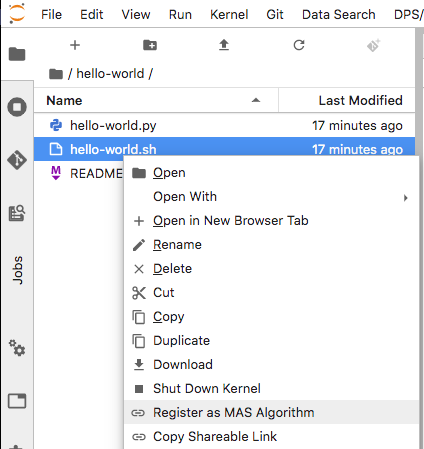 File Edit View Run Kernel Git Data Search DPS/
/ hello-world /
Name Last Modified
hello-world.py 17 minutes ago
hello-world.sh 17 minutes ago
M README
Jobs
Open
Open With
Open in New Browser Tab
Rename
Delete
Cut
Copy
Duplicate
Download
Shut Down Kernel
Register as MAS Algorithm
Copy Shareable Link